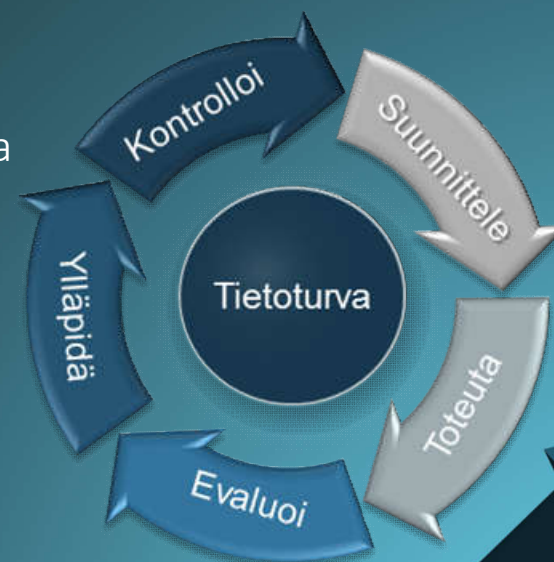 a
Kontrolloi
Suunnittele
Toteuta
Evaluoi
Ylläpidä
Tietoturva